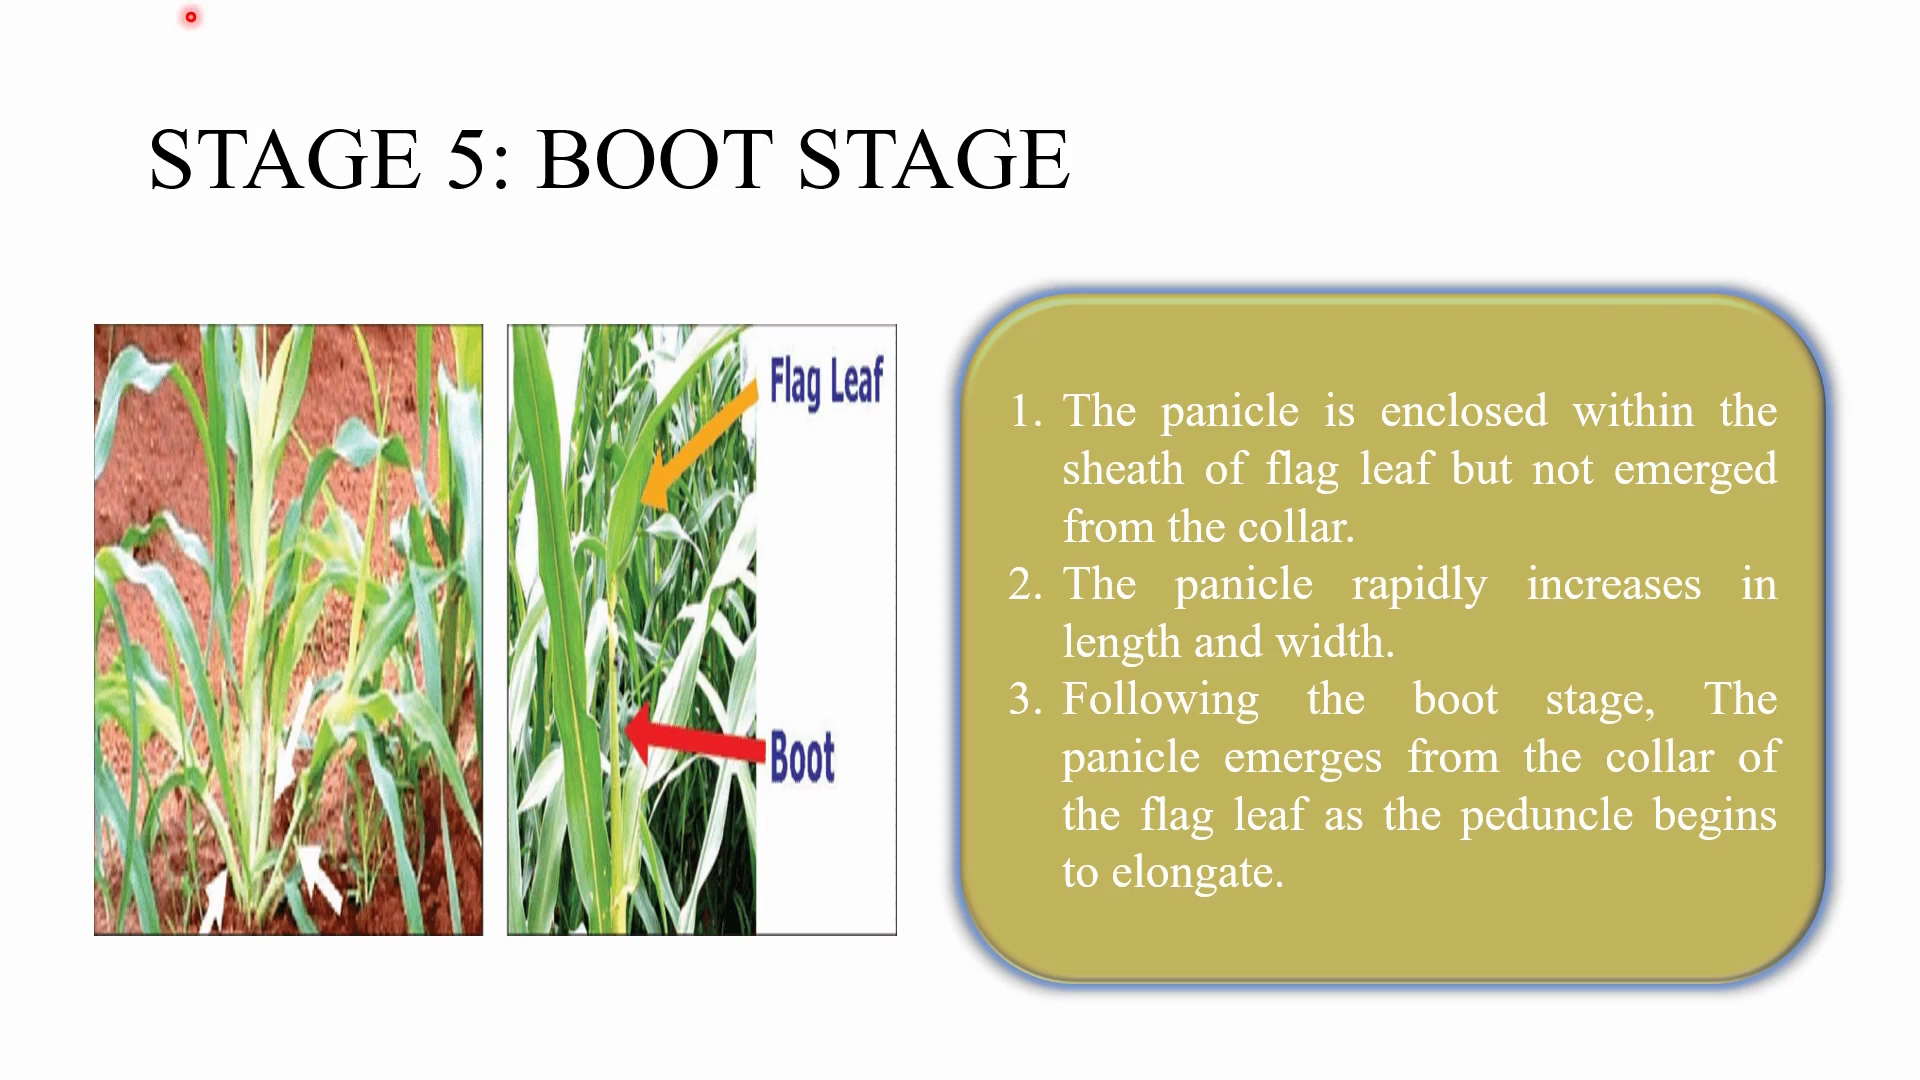 STAGE 5: BOOT STAGE
Flag Leaf
Boot
1. The panicle is enclosed within the
sheath of flag leaf but not emerged
from the collar.
2. The panicle rapidly increases in
length and width.
3. Following the boot stage, The
panicle emerges from the collar of
the flag leaf as the peduncle begins
to elongate.